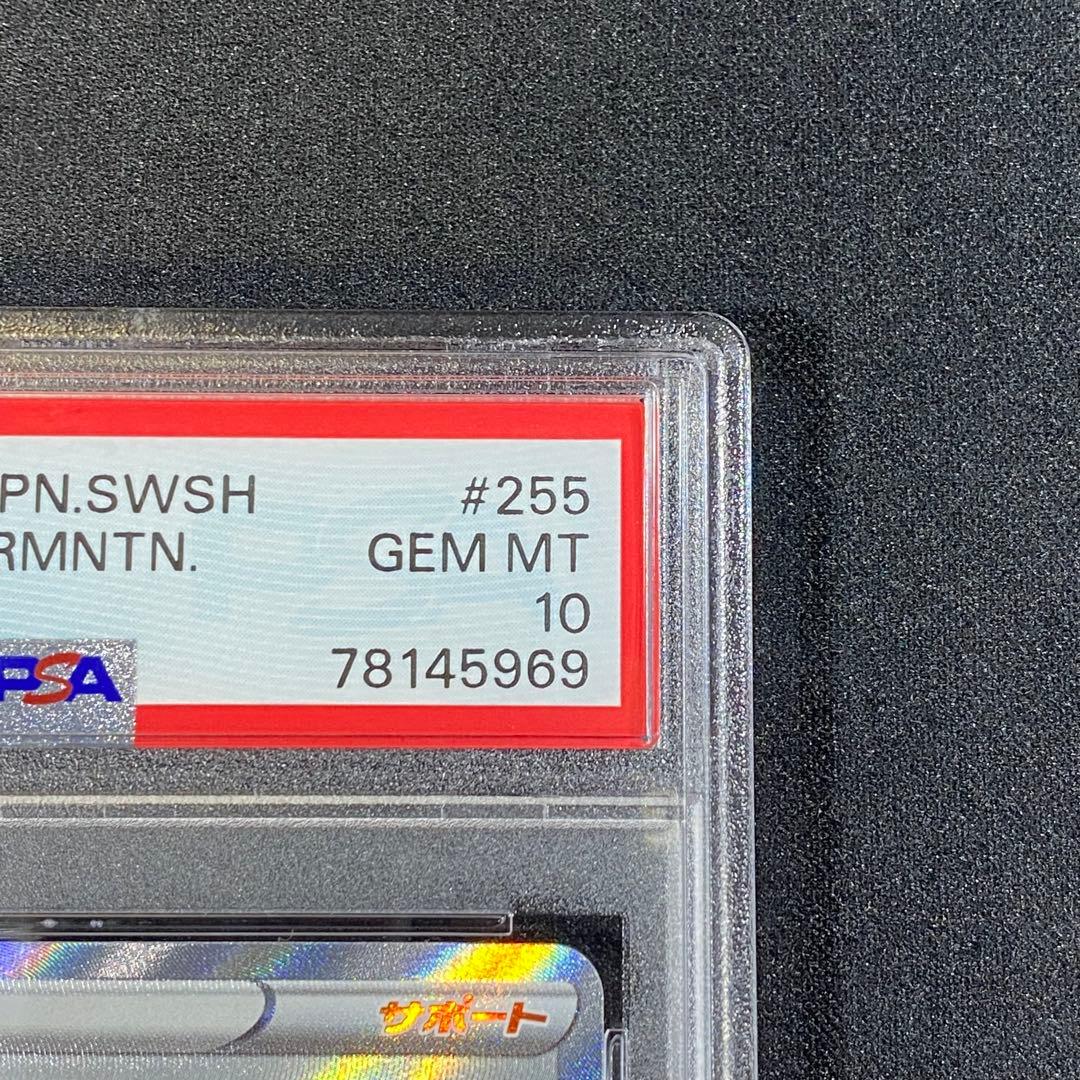 PN.SWSH #255
RMNTN. GEM MT
10
PSA 78145969
サポート